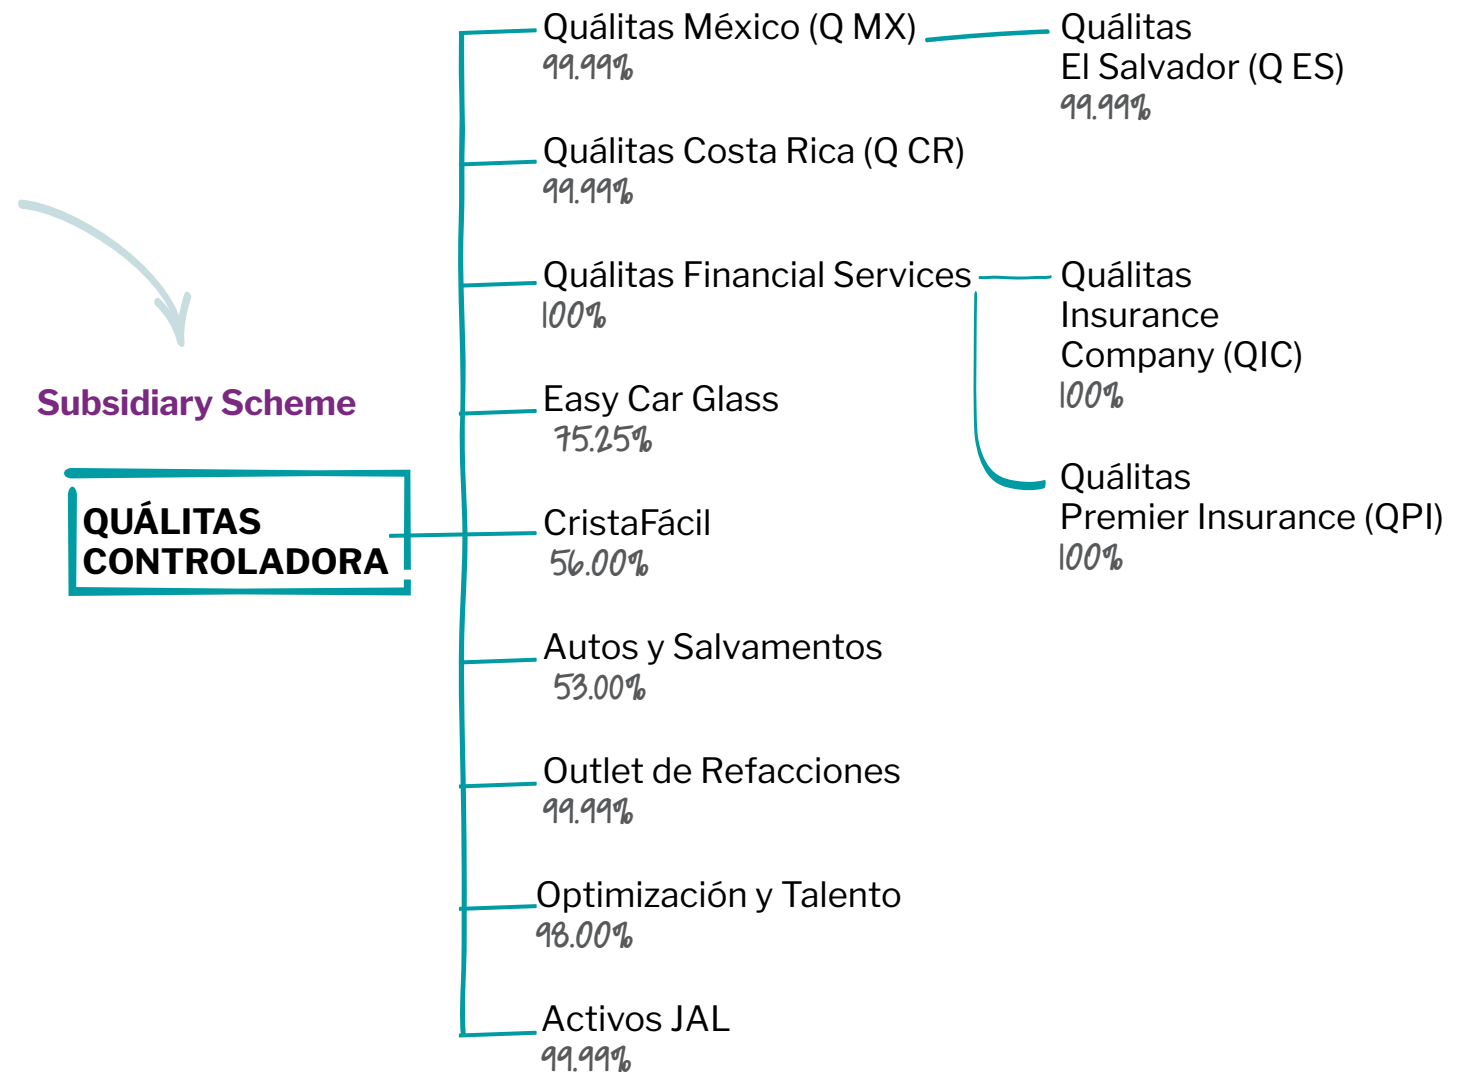 Subsidiary Scheme
QUÁLITAS
CONTROLADORA
Quálitas México (Q MX)
99.99%
Quálitas
El Salvador (Q ES)
99.99%
Quálitas Costa Rica (Q CR)
99.99%
Quálitas Financial Services
100%
Quálitas
Insurance
Company (QIC)
100%
Quálitas
Premier Insurance (QPI)
100%
Easy Car Glass
75.25%
CristaFácil
56.00%
Autos y Salvamentos
53.00%
Outlet de Refacciones
99.99%
Optimización y Talento
98.00%
Activos JAL
99.99%